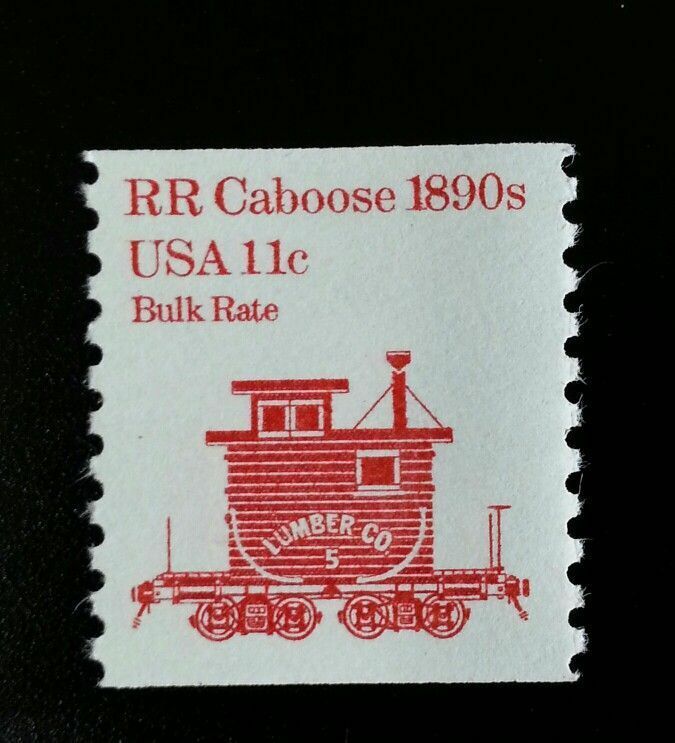 RR Caboose 1890s
USA 11c
Bulk Rate
LUMBER CO.
5